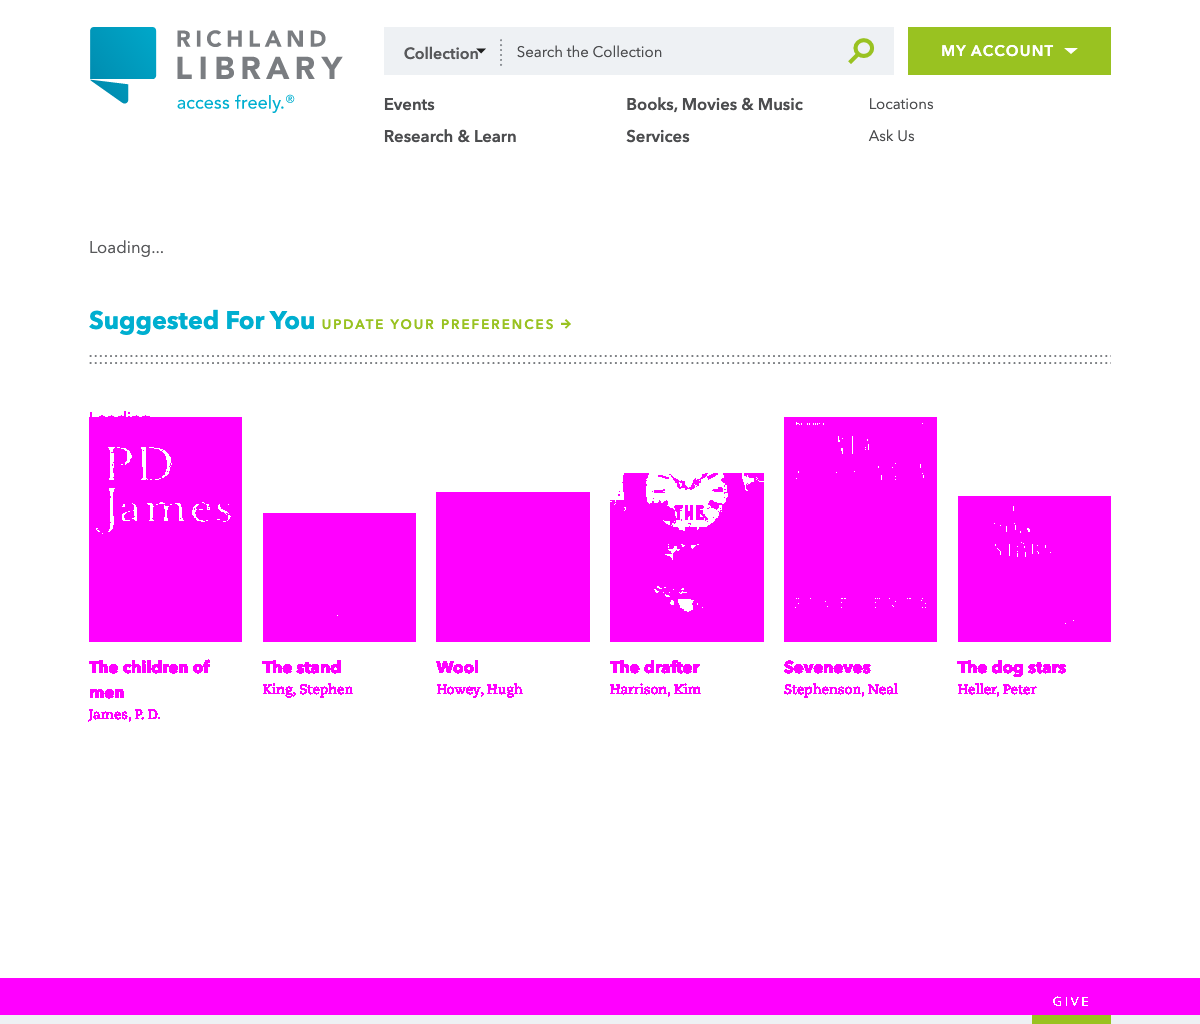 RICHLAND
LIBRARY
access freely.®
Collection
Search the Collection
MY ACCOUNT
Events
Books, Movies & Music
Locations
Research & Learn
Services
Ask Us
Loading...
Suggested For You UPDATE YOUR PREFERENCES →
PD
James
THE
The children of
men
James, P. D.
The stand
King, Stephen
Wool
Howey, Hugh
The drafter
Harrison, Kim
Seveneves
Stephenson, Neal
The dog stars
Heller, Peter
GIVE